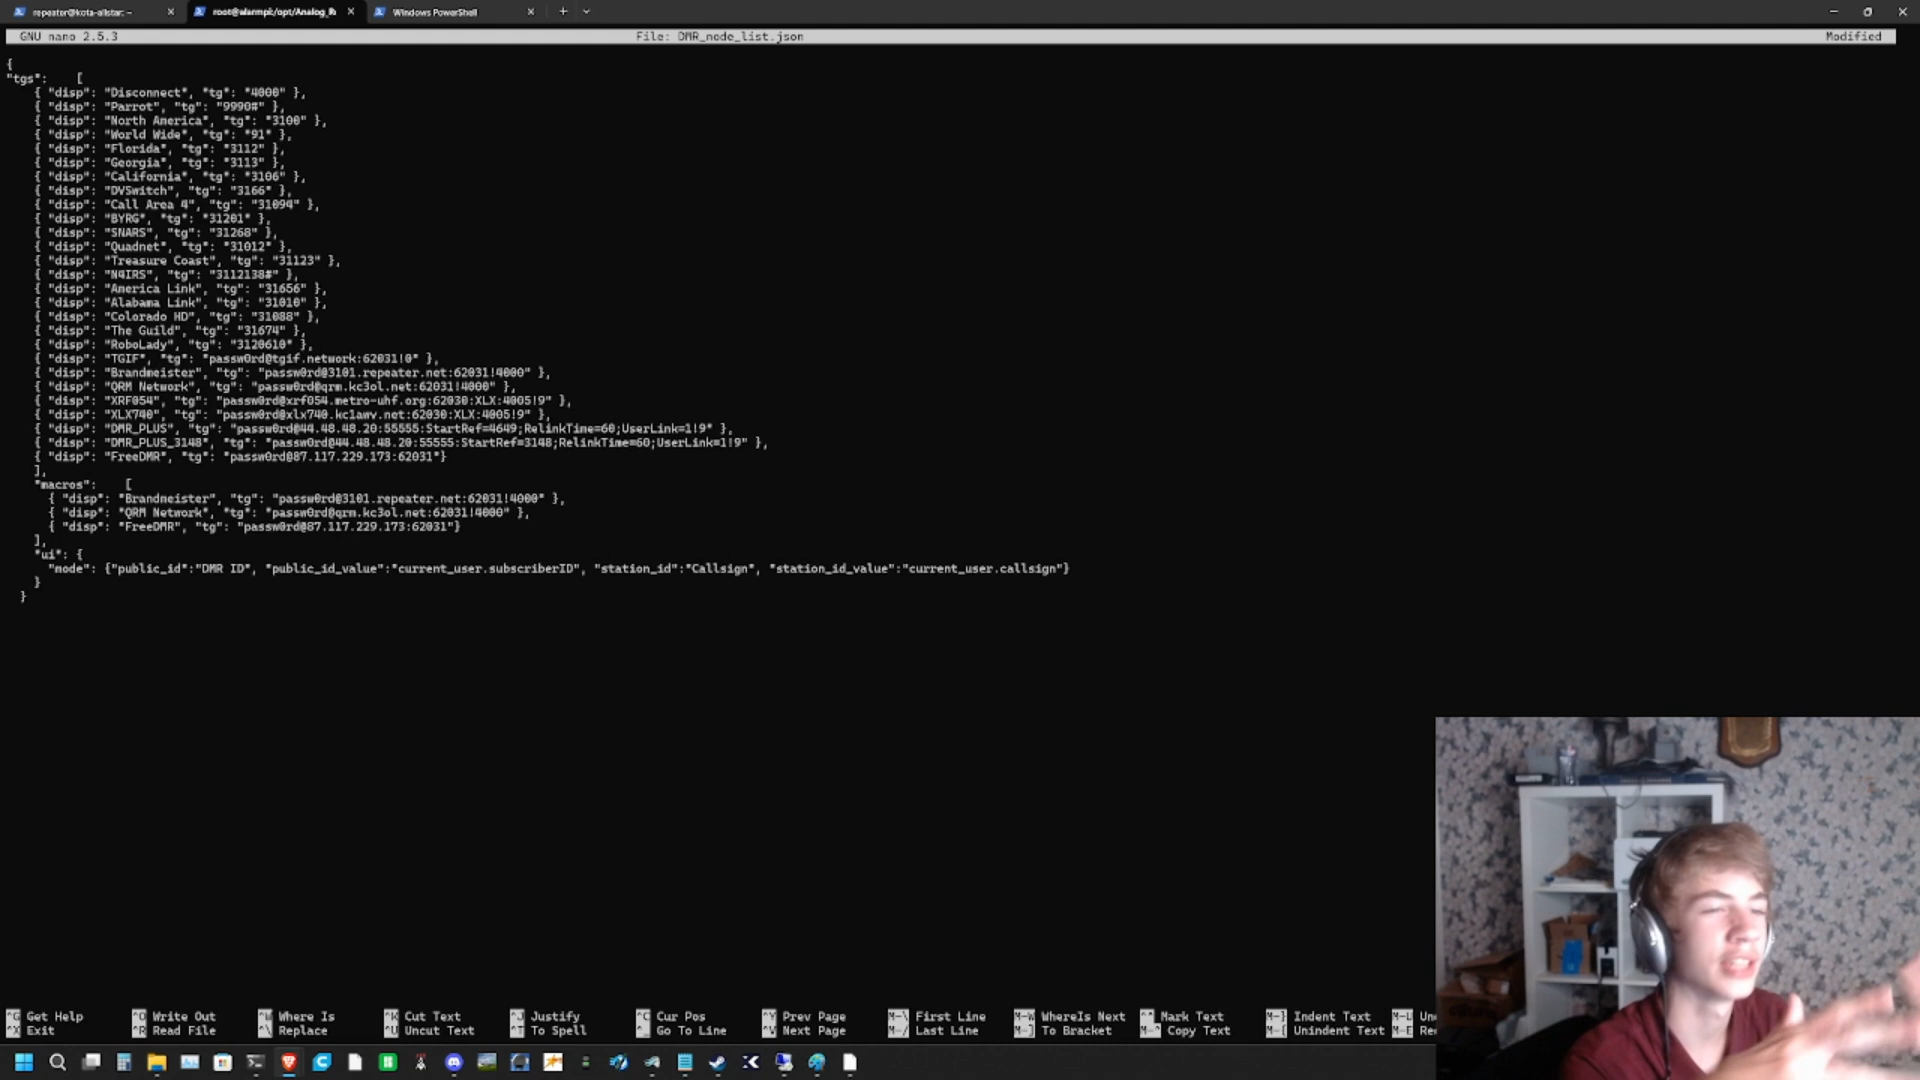 repeater@kota-allstar: ~
root@alarmpi:/opt/Analog_R
Windows PowerShell
GNU nano 2.5.3 File: DMR_node_list.json Modified
{
"tgs": [
{ "disp": "Disconnect", "tg": "4000" },
{ "disp": "Parrot", "tg": "9990#" },
{ "disp": "North America", "tg": "3100" },
{ "disp": "World Wide", "tg": "91" },
{ "disp": "Florida", "tg": "3112" },
{ "disp": "Georgia", "tg": "3113" },
{ "disp": "California", "tg": "3106" },
{ "disp": "DVSwitch", "tg": "3166" },
{ "disp": "Call Area 4", "tg": "31094" },
{ "disp": "BYRG", "tg": "31201" },
{ "disp": "SNARS", "tg": "31268" },
{ "disp": "Quadnet", "tg": "31012" },
{ "disp": "Treasure Coast", "tg": "31123" },
{ "disp": "N4IRS", "tg": "3112138#" },
{ "disp": "America Link", "tg": "31656" },
{ "disp": "Alabama Link", "tg": "31010" },
{ "disp": "Colorado HD", "tg": "31088" },
{ "disp": "The Guild", "tg": "31674" },
{ "disp": "RoboLady", "tg": "3120610" },
{ "disp": "TGIF", "tg": "passw0rd@tgif.network:62031!0" },
{ "disp": "Brandmeister", "tg": "passw0rd@3101.repeater.net:62031!4000" },
{ "disp": "QRM Network", "tg": "passw0rd@qrm.kc3ol.net:62031!4000" },
{ "disp": "XRF054", "tg": "passw0rd@xrf054.metro-uhf.org:62030:XLX:4005!9" },
{ "disp": "XLX740", "tg": "passw0rd@xlx740.kc1awv.net:62030:XLX:4005!9" },
{ "disp": "DMR_PLUS", "tg": "passw0rd@44.48.48.20:55555:StartRef=4649;RelinkTime=60;UserLink=1!9" },
{ "disp": "DMR_PLUS_3148", "tg": "passw0rd@44.48.48.20:55555:StartRef=3148;RelinkTime=60;UserLink=1!9" },
{ "disp": "FreeDMR", "tg": "passw0rd@87.117.229.173:62031"}
],
"macros": [
{ "disp": "Brandmeister", "tg": "passw0rd@3101.repeater.net:62031!4000" },
{ "disp": "QRM Network", "tg": "passw0rd@qrm.kc3ol.net:62031!4000" },
{ "disp": "FreeDMR", "tg": "passw0rd@87.117.229.173:62031"}
],
"ui": {
"mode": {"public_id":"DMR ID", "public_id_value":"current_user.subscriberID", "station_id":"Callsign", "station_id_value":"current_user.callsign"}
}
}
^G Get Help ^O Write Out ^W Where Is ^K Cut Text ^J Justify ^C Cur Pos ^Y Prev Page M-\ First Line M-W WhereIs Next ^^ Mark Text M-} Indent Text M-U Un
^X Exit ^R Read File ^\ Replace ^U Uncut Text ^T To Spell ^_ Go To Line ^V Next Page M-/ Last Line M-] To Bracket M-^ Copy Text M-{ Unindent Text M-E Re